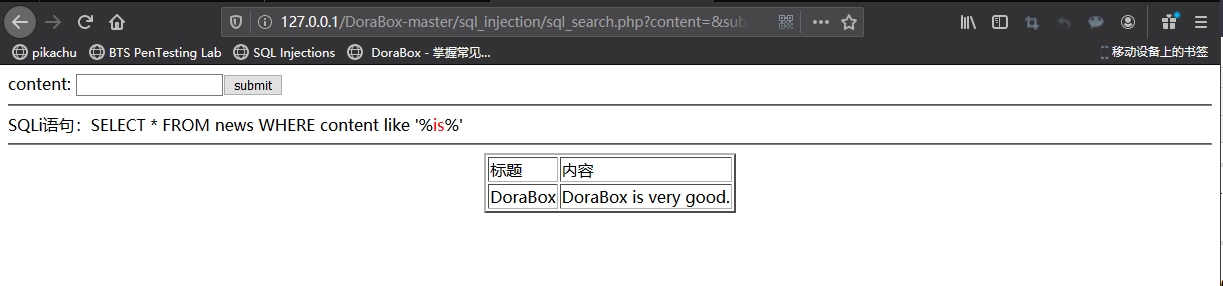 127.0.0.1/DoraBox-master/sql_injection/sql_search.php?content=&sub
pikachu BTS PenTesting Lab SQL Injections DoraBox - 掌握常见... 移动设备上的书签
content: submit
SQLi语句：SELECT * FROM news WHERE content like '%is%'
标题 内容
DoraBox DoraBox is very good.